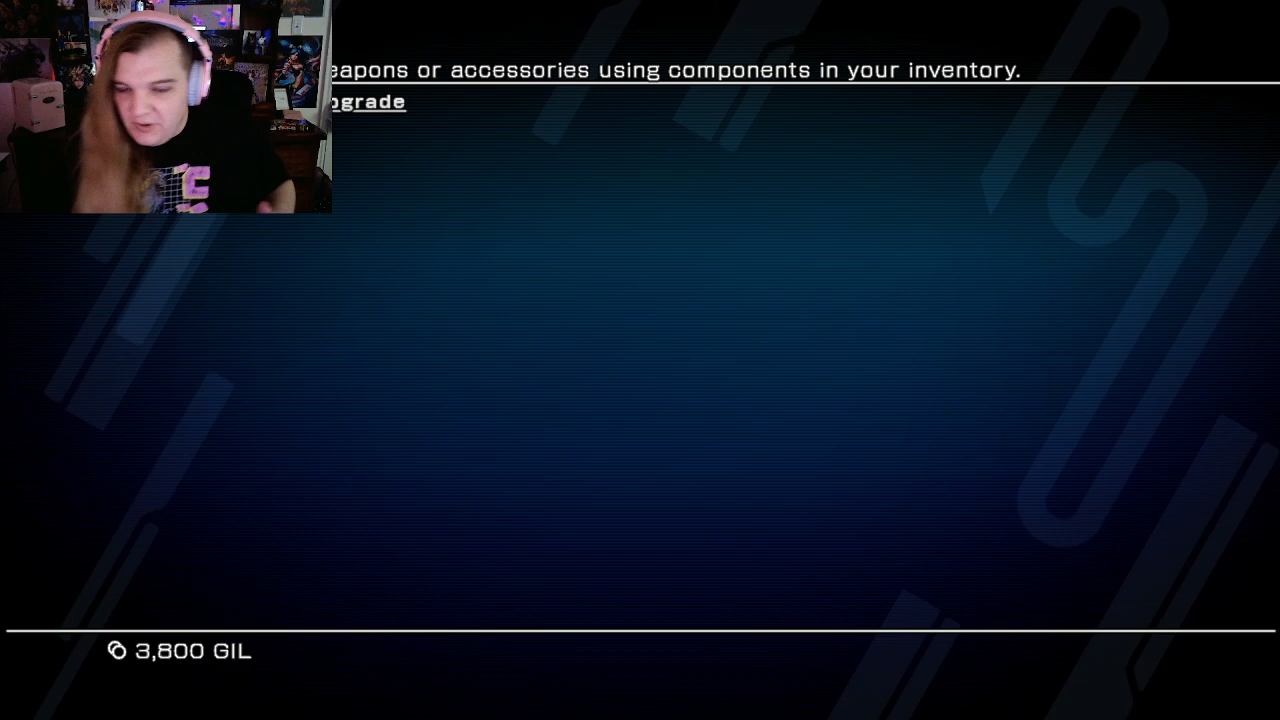 eapons or accessories using components in your inventory.
pgrade
3,800 GIL